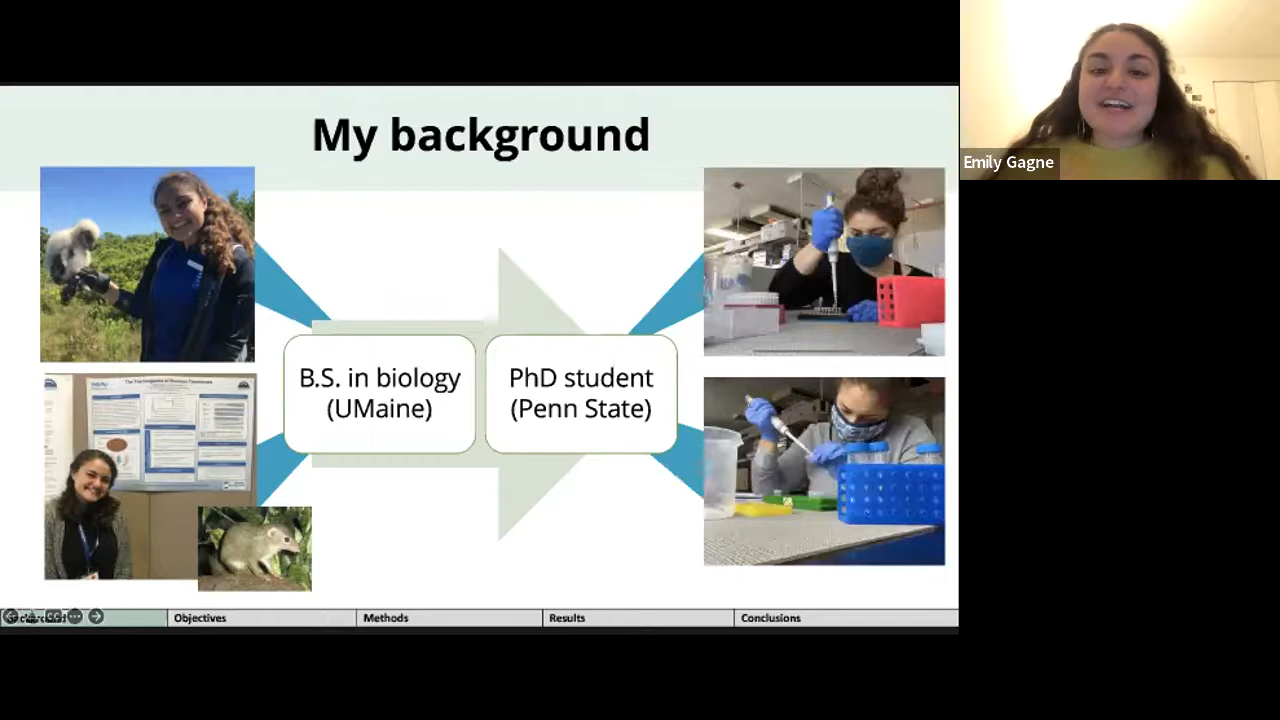 My background
Emily Gagne
B.S. in biology
(UMaine)
PhD student
(Penn State)
Objectives
Methods
Results
Conclusions